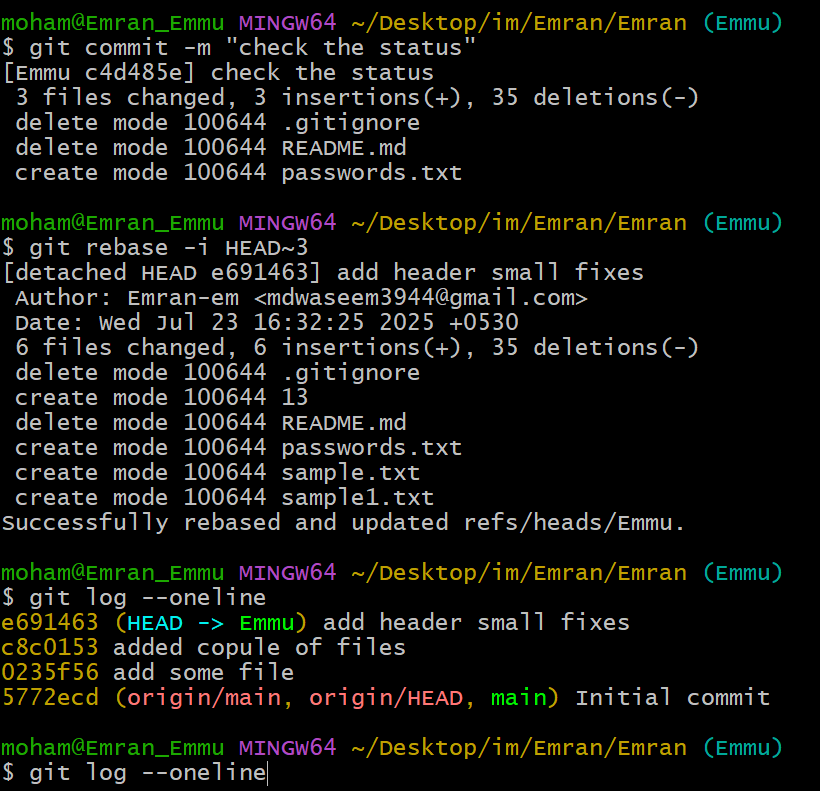 moham@Emran_Emmu MINGW64 ~/Desktop/im/Emran/Emran (Emmu)
$ git commit -m "check the status"
[Emmu c4d485e] check the status
 3 files changed, 3 insertions(+), 35 deletions(-)
 delete mode 100644 .gitignore
 delete mode 100644 README.md
 create mode 100644 passwords.txt

moham@Emran_Emmu MINGW64 ~/Desktop/im/Emran/Emran (Emmu)
$ git rebase -i HEAD~3
[detached HEAD e691463] add header small fixes
 Author: Emran-em <mdwaseem3944@gmail.com>
 Date: Wed Jul 23 16:32:25 2025 +0530
 6 files changed, 6 insertions(+), 35 deletions(-)
 delete mode 100644 .gitignore
 create mode 100644 13
 delete mode 100644 README.md
 create mode 100644 passwords.txt
 create mode 100644 sample.txt
 create mode 100644 sample1.txt
Successfully rebased and updated refs/heads/Emmu.

moham@Emran_Emmu MINGW64 ~/Desktop/im/Emran/Emran (Emmu)
$ git log --oneline
e691463 (HEAD -> Emmu) add header small fixes
c8c0153 added copule of files
0235f56 add some file
5772ecd (origin/main, origin/HEAD, main) Initial commit

moham@Emran_Emmu MINGW64 ~/Desktop/im/Emran/Emran (Emmu)
$ git log --oneline